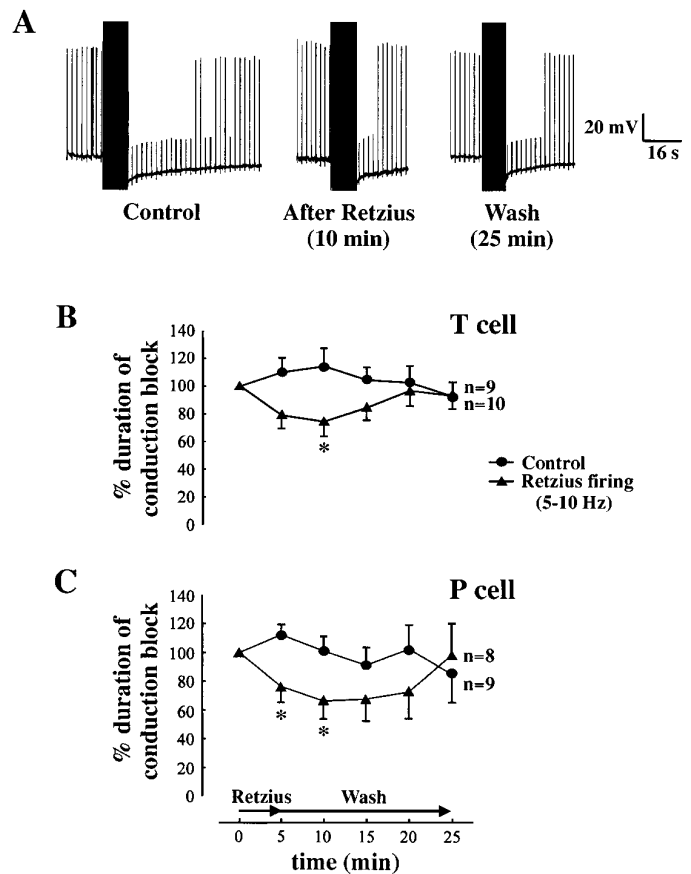 A
20 mV
16 s
Control
After Retzius
(10 min)
Wash
(25 min)
B
T cell
% duration of
conduction block
140
120
100
80
60
40
20
0
*
n=9
n=10
Control
Retzius firing
(5-10 Hz)
C
P cell
% duration of
conduction block
140
120
100
80
60
40
20
0
*
*
n=8
n=9
Retzius
Wash
0 5 10 15 20 25
time (min)